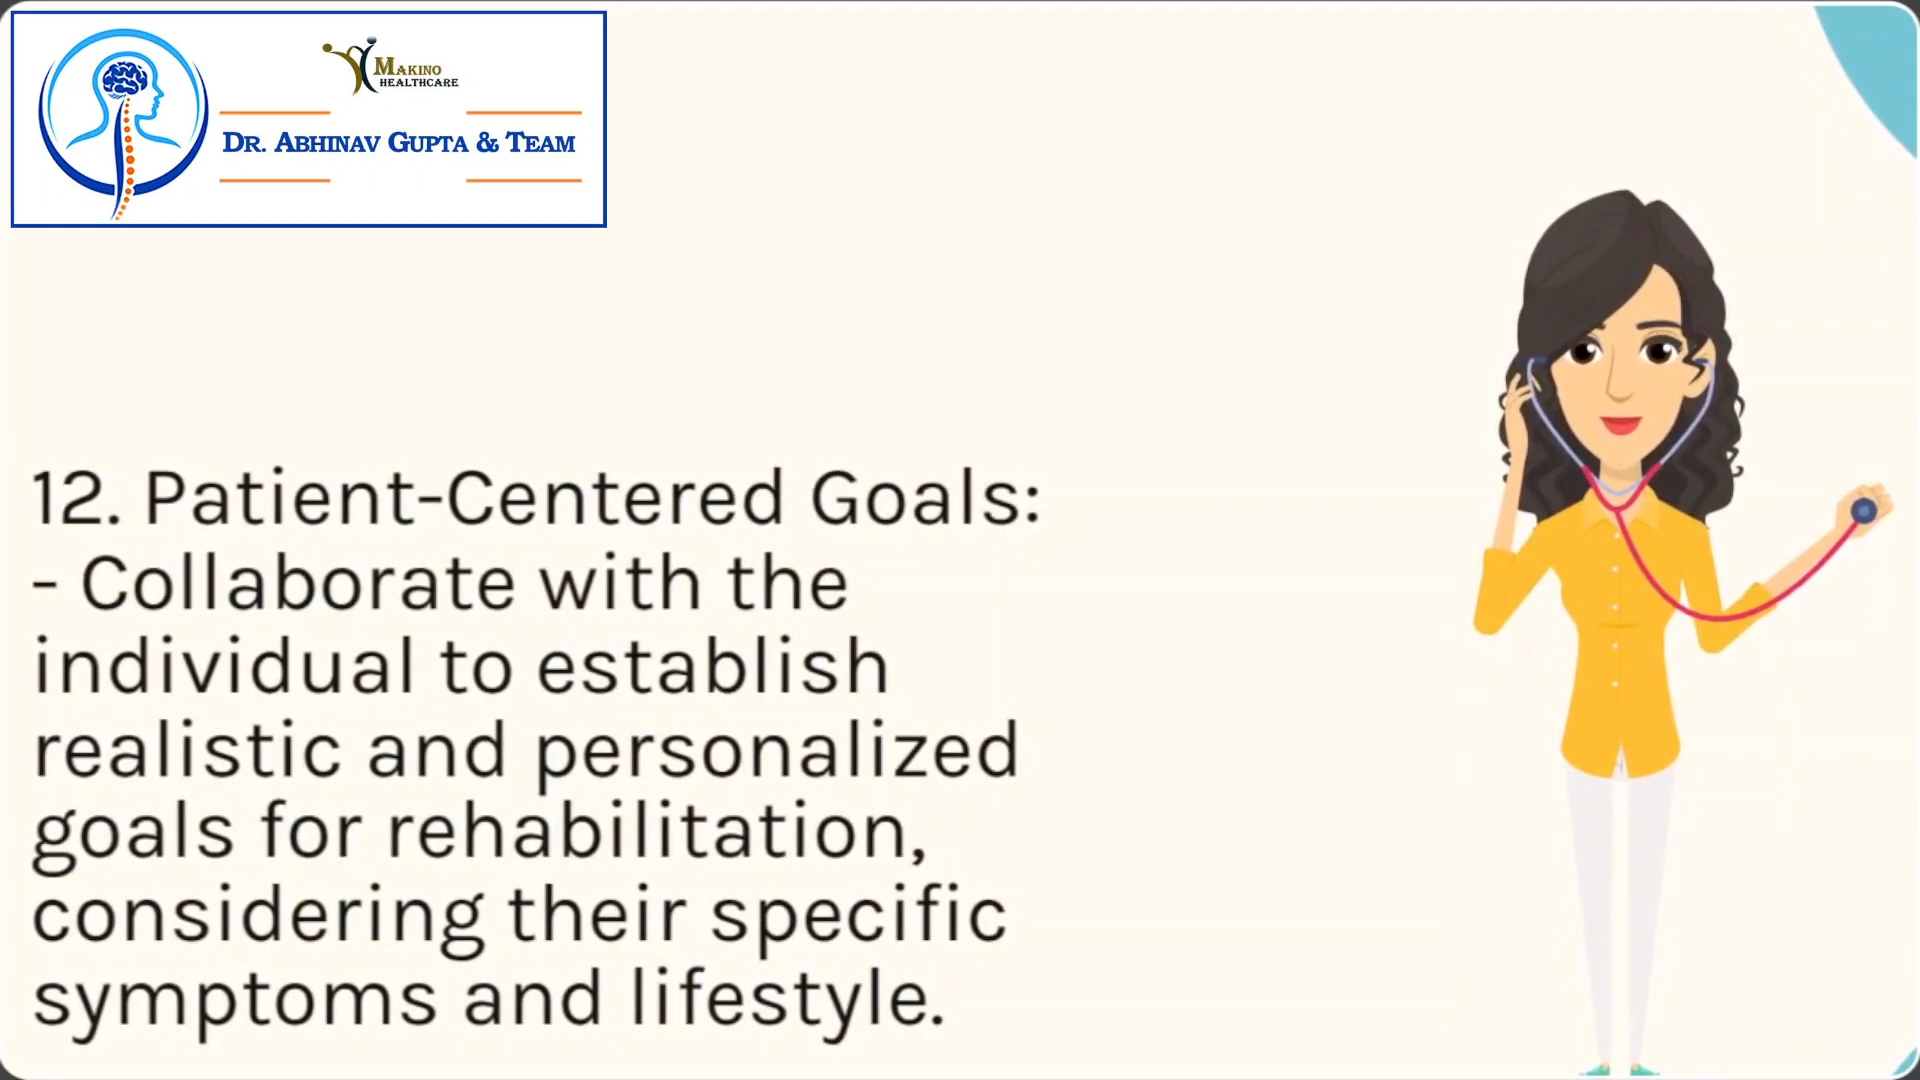 MAKINO
HEALTHCARE
DR. ABHINAV GUPTA & TEAM
12. Patient-Centered Goals:
- Collaborate with the
individual to establish
realistic and personalized
goals for rehabilitation,
considering their specific
symptoms and lifestyle.